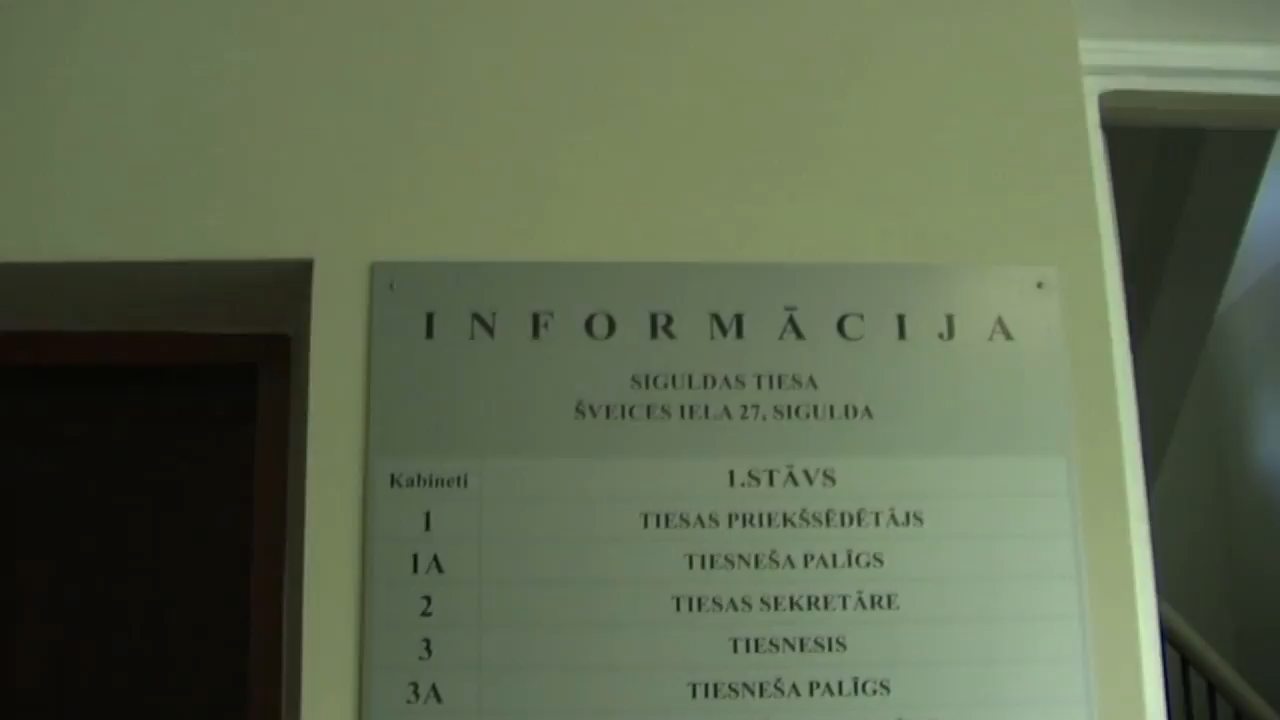 INFORMĀCIJA
SIGULDAS TIESA
ŠVEICES IELA 27, SIGULDA
Kabineti 1.STĀVS
1 TIESAS PRIEKŠSĒDĒTĀJS
1A TIESNEŠA PALĪGS
2 TIESAS SEKRETĀRE
3 TIESNESIS
3A TIESNEŠA PALĪGS